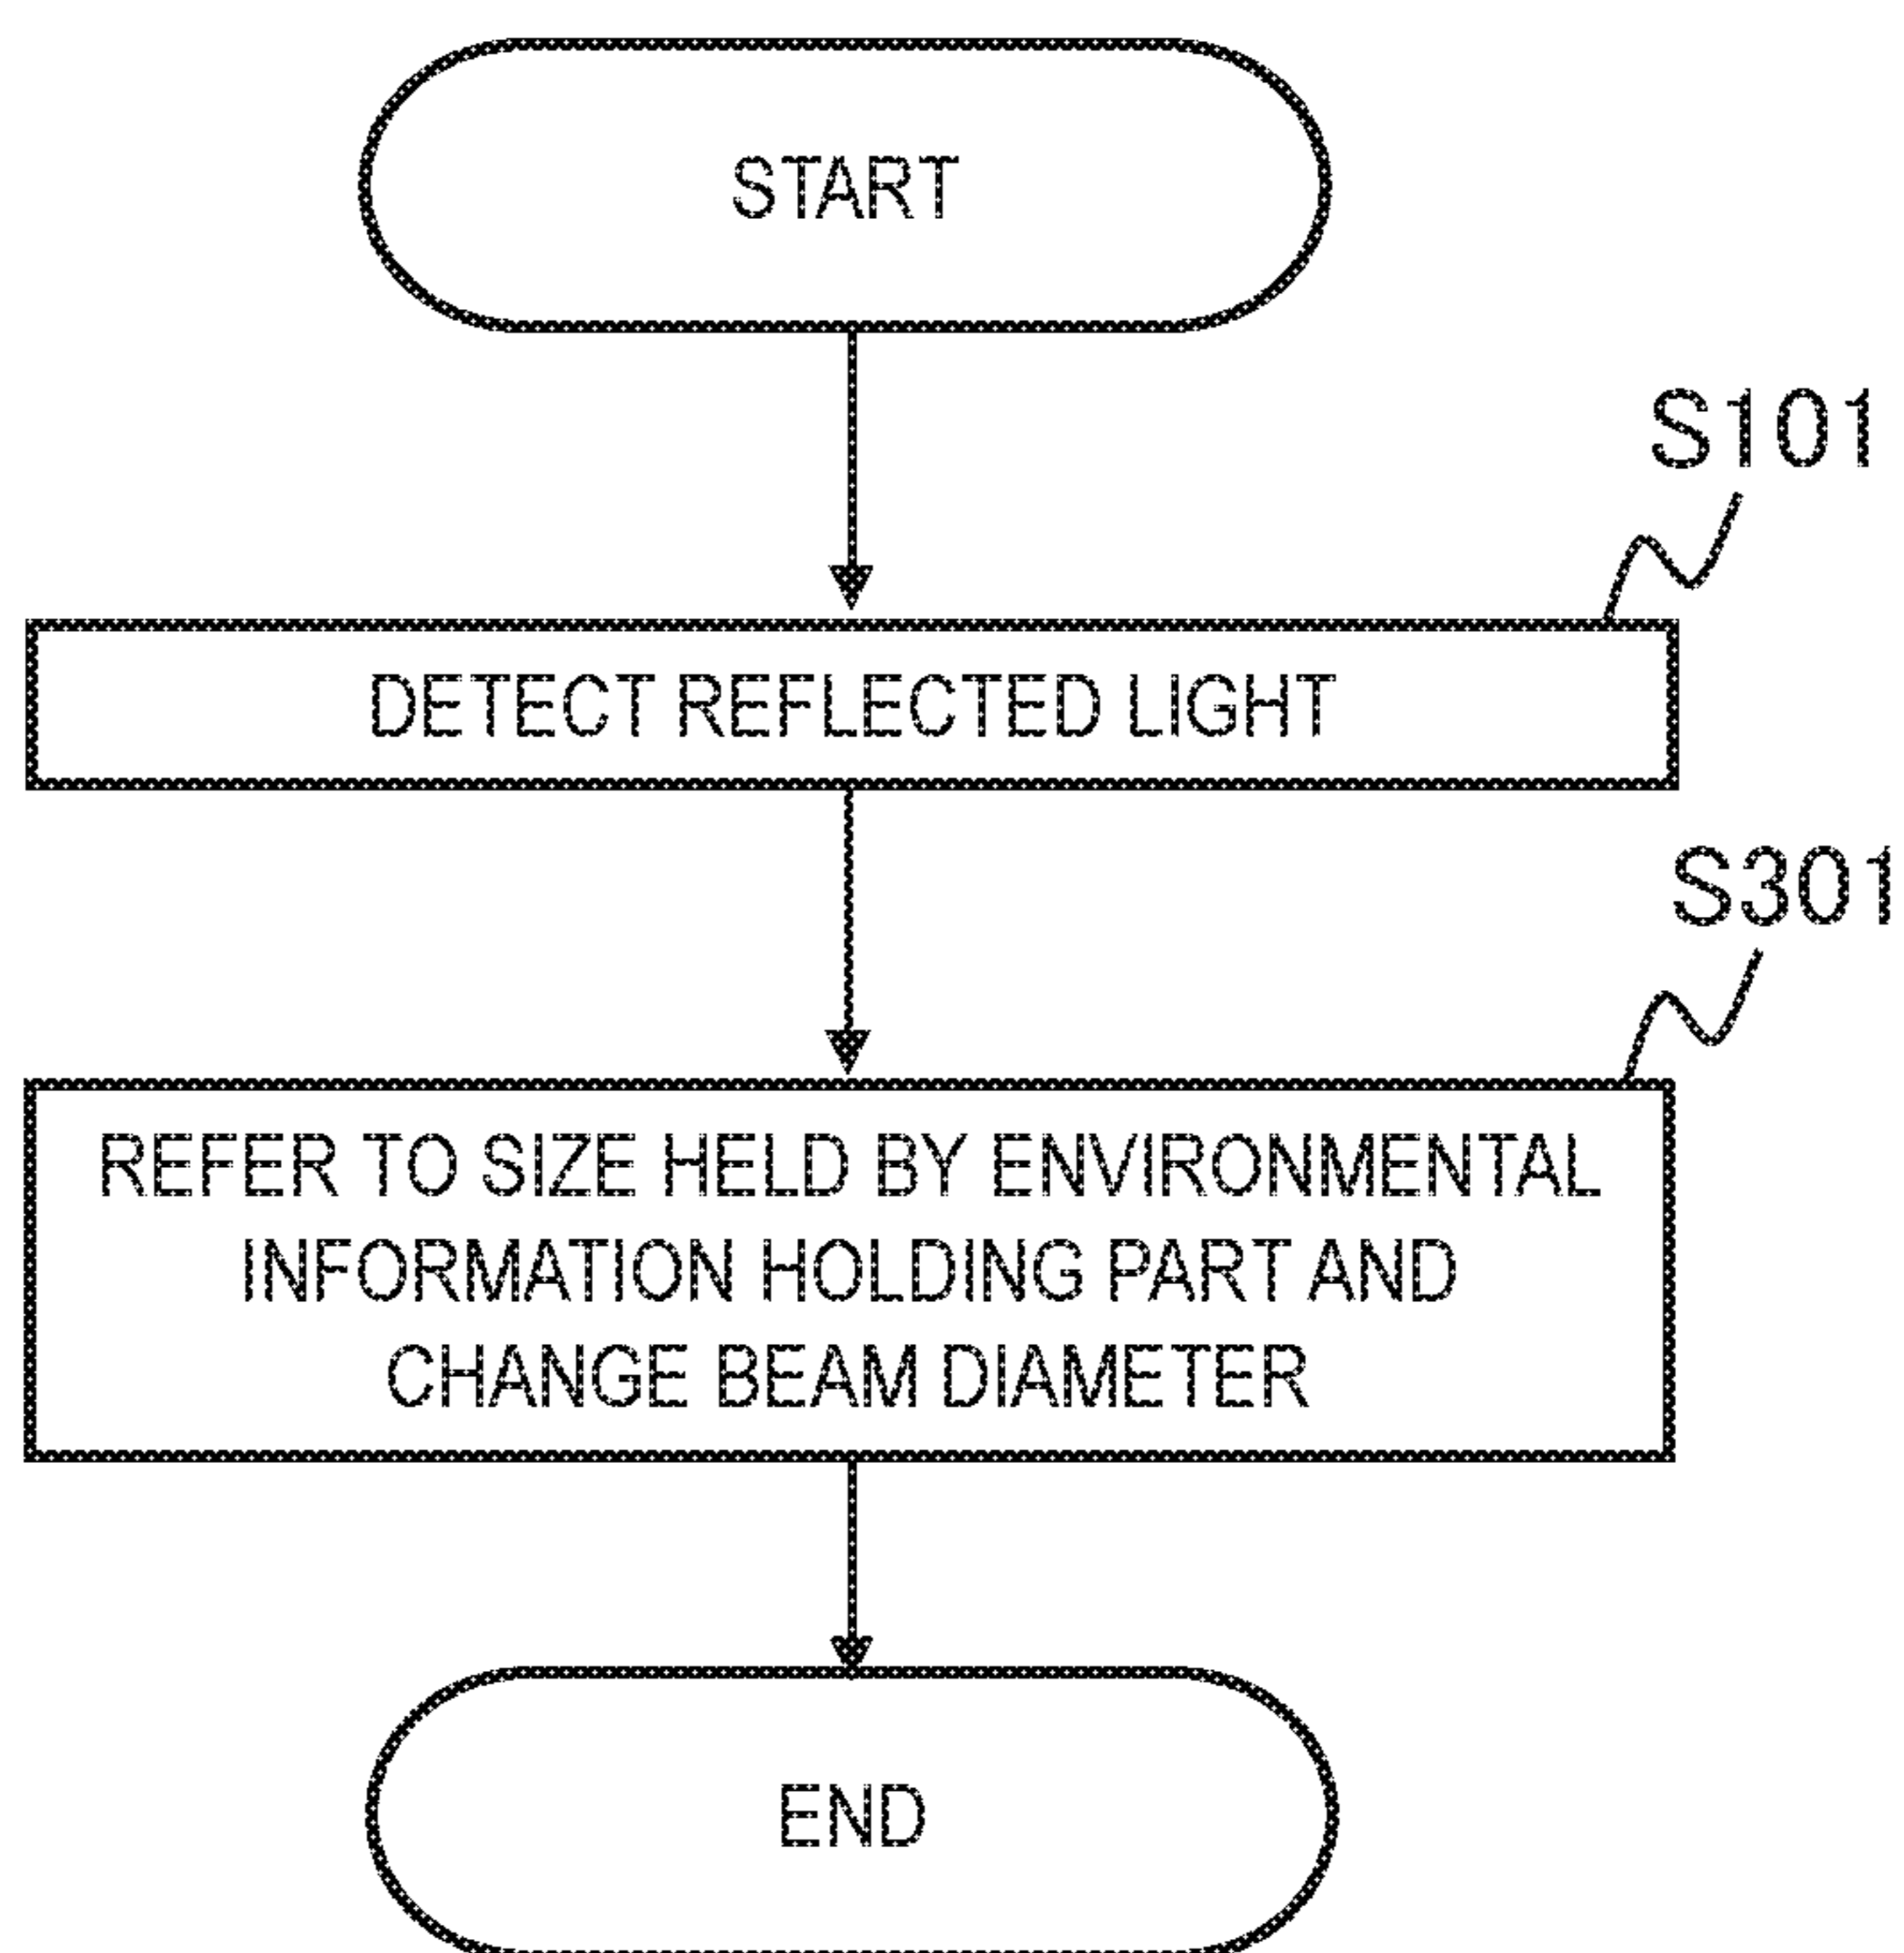 START
S101
DETECT REFLECTED LIGHT
S301
REFER TO SIZE HELD BY ENVIRONMENTAL
INFORMATION HOLDING PART AND
CHANGE BEAM DIAMETER
END